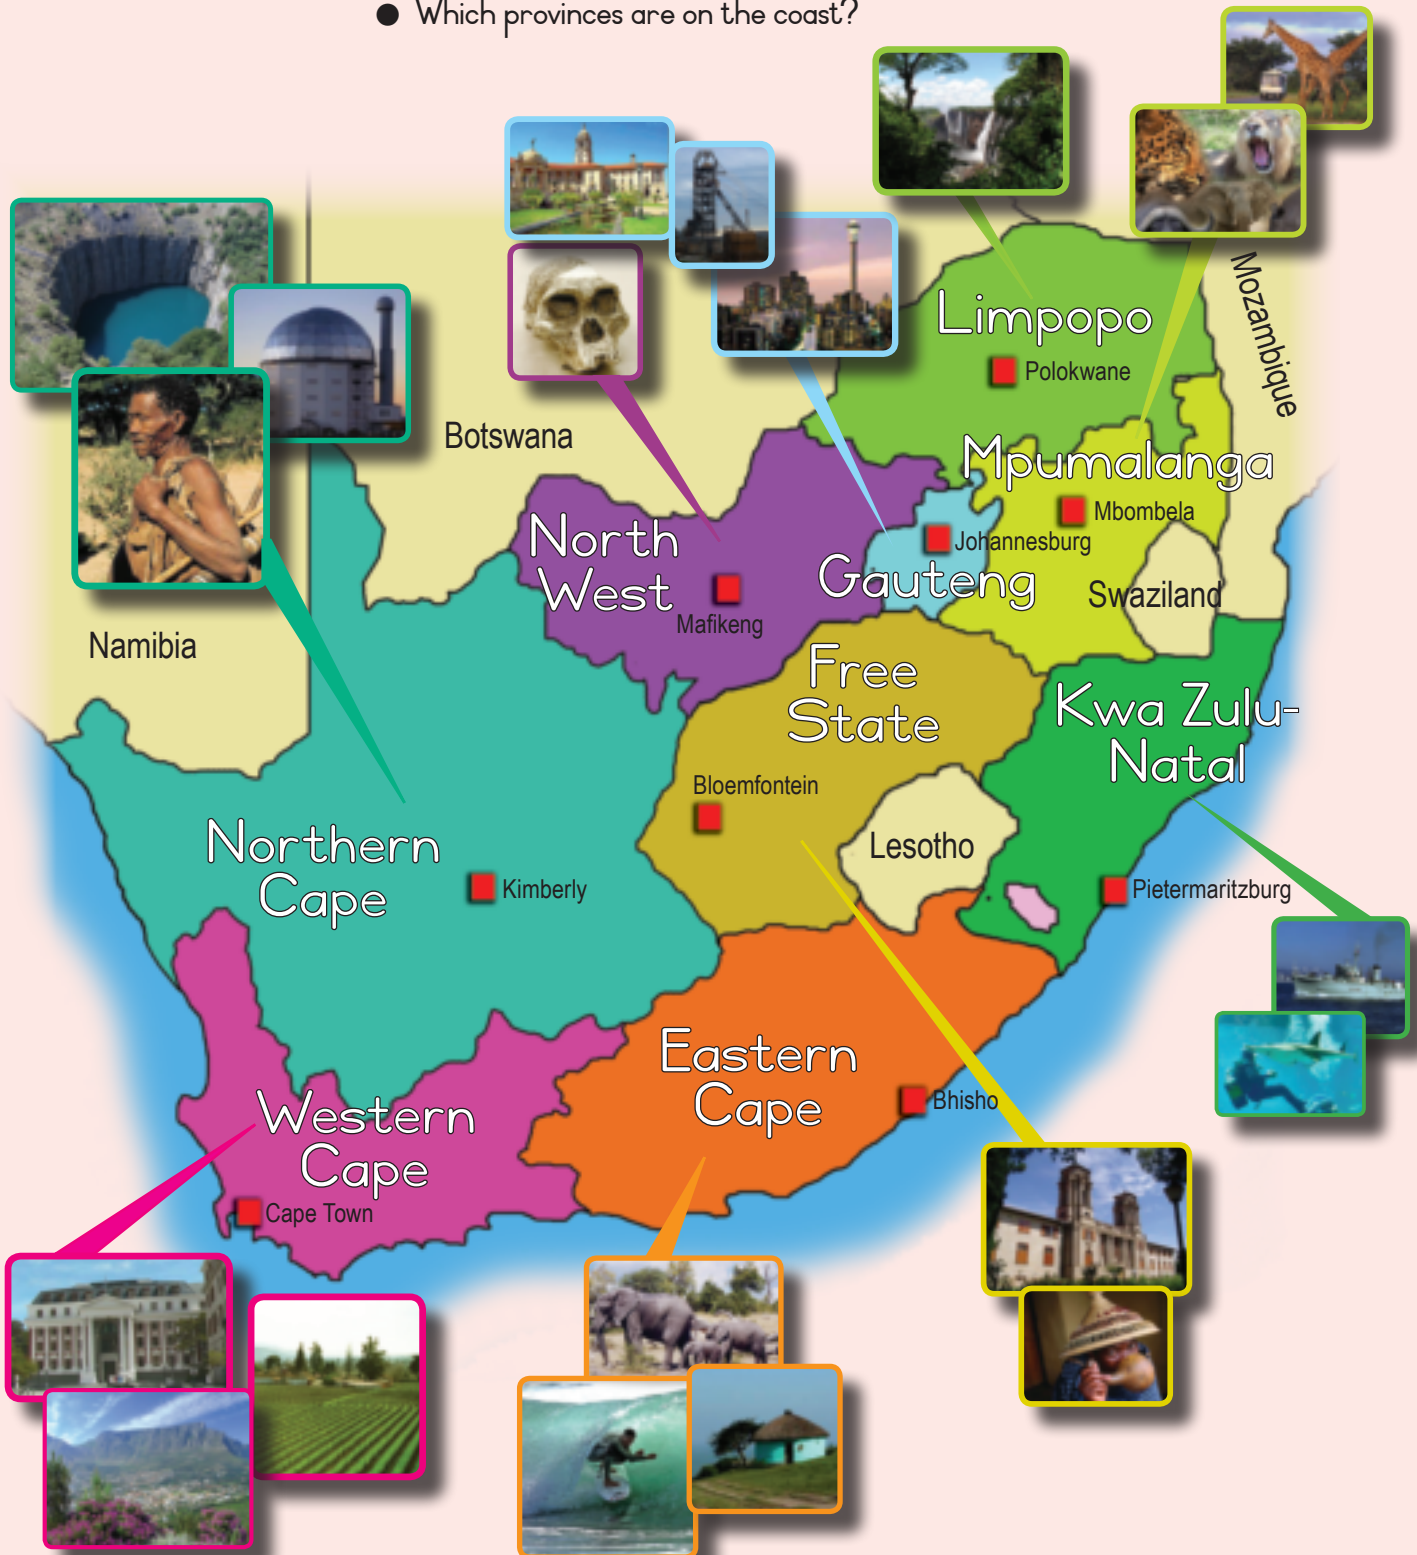 ● Which provinces are on the coast?
Limpopo
Polokwane
Mozambique
Botswana
Mpumalanga
Mbombela
North
West
Mafikeng
Johannesburg
Gauteng
Swaziland
Namibia
Free
State
Kwa Zulu-
Natal
Bloemfontein
Lesotho
Northern
Cape
Kimberly
Pietermaritzburg
Eastern
Cape
Bhisho
Western
Cape
Cape Town